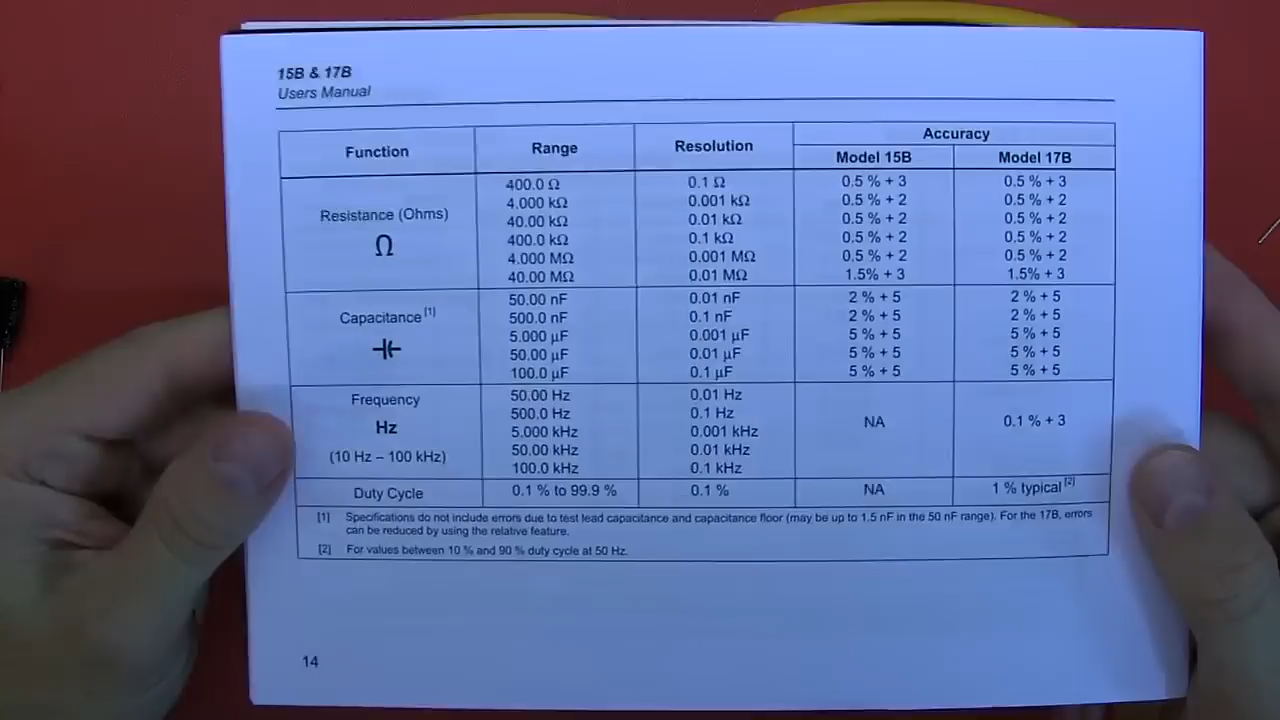 15B & 17B
Users Manual
Function Range Resolution Accuracy
Model 15B Model 17B
Resistance (Ohms)
Ω
400.0 Ω 0.1 Ω 0.5 % + 3 0.5 % + 3
4.000 kΩ 0.001 kΩ 0.5 % + 2 0.5 % + 2
40.00 kΩ 0.01 kΩ 0.5 % + 2 0.5 % + 2
400.0 kΩ 0.1 kΩ 0.5 % + 2 0.5 % + 2
4.000 MΩ 0.001 MΩ 0.5 % + 2 0.5 % + 2
40.00 MΩ 0.01 MΩ 1.5% + 3 1.5% + 3
Capacitance [1]
50.00 nF 0.01 nF 2 % + 5 2 % + 5
500.0 nF 0.1 nF 2 % + 5 2 % + 5
5.000 µF 0.001 µF 5 % + 5 5 % + 5
50.00 µF 0.01 µF 5 % + 5 5 % + 5
100.0 µF 0.1 µF 5 % + 5 5 % + 5
Frequency
Hz
(10 Hz – 100 kHz)
50.00 Hz 0.01 Hz
500.0 Hz 0.1 Hz
5.000 kHz 0.001 kHz
50.00 kHz 0.01 kHz
100.0 kHz 0.1 kHz
NA 0.1 % + 3
Duty Cycle 0.1 % to 99.9 % 0.1 % NA 1 % typical [2]
[1] Specifications do not include errors due to test lead capacitance and capacitance floor (may be up to 1.5 nF in the 50 nF range). For the 17B, errors
can be reduced by using the relative feature.
[2] For values between 10 % and 90 % duty cycle at 50 Hz.
14